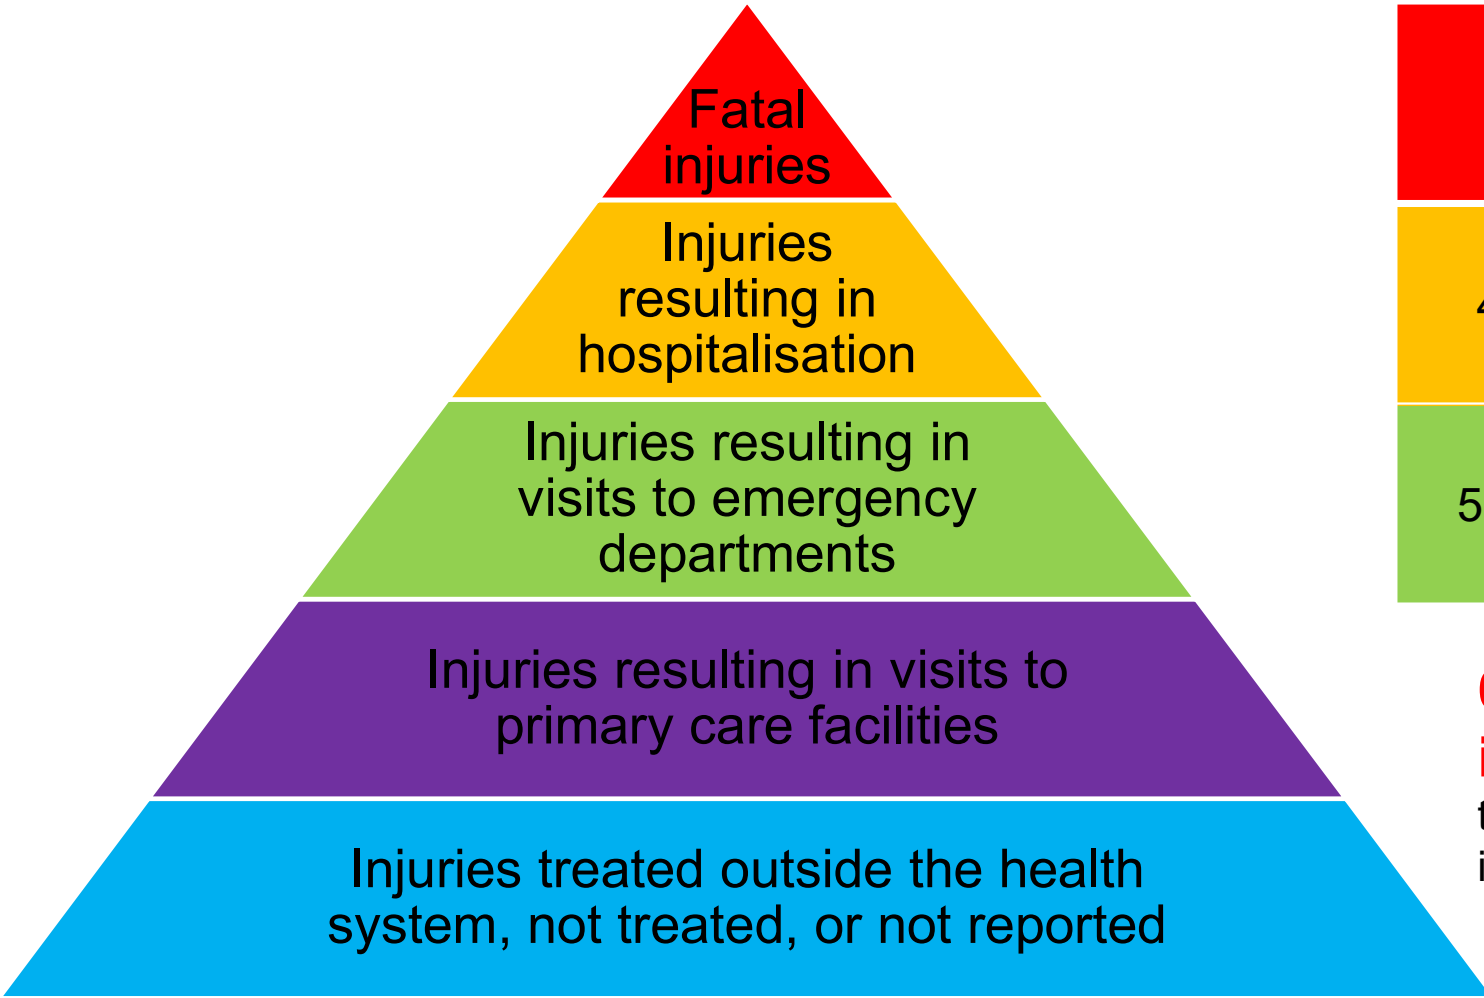 Fatal
injuries
Injuries
resulting in
hospitalisation
Injuries resulting in
visits to emergency
departments
Injuries resulting in visits to
primary care facilities
Injuries treated outside the health
system, not treated, or not reported
5